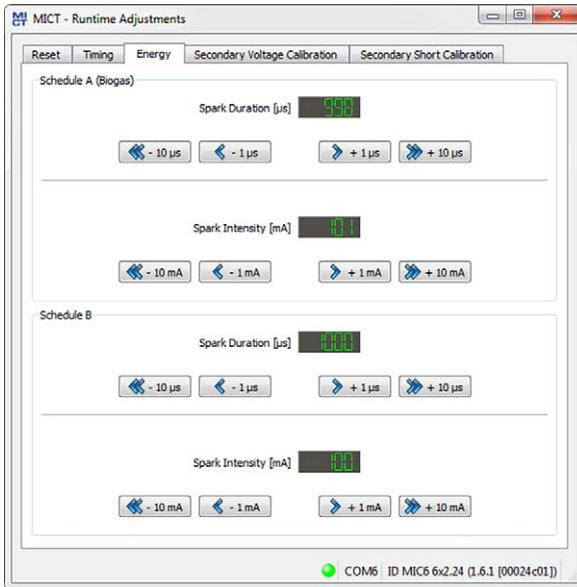 MICT - Runtime Adjustments
Reset Timing Energy Secondary Voltage Calibration Secondary Short Calibration
Schedule A (Biogas)
Spark Duration [µs] 998
- 10 µs - 1 µs + 1 µs + 10 µs
Spark Intensity [mA] 101
- 10 mA - 1 mA + 1 mA + 10 mA
Schedule B
Spark Duration [µs] 1000
- 10 µs - 1 µs + 1 µs + 10 µs
Spark Intensity [mA] 100
- 10 mA - 1 mA + 1 mA + 10 mA
COM6 ID MIC6 6x2.24 (1.6.1 [00024c01])